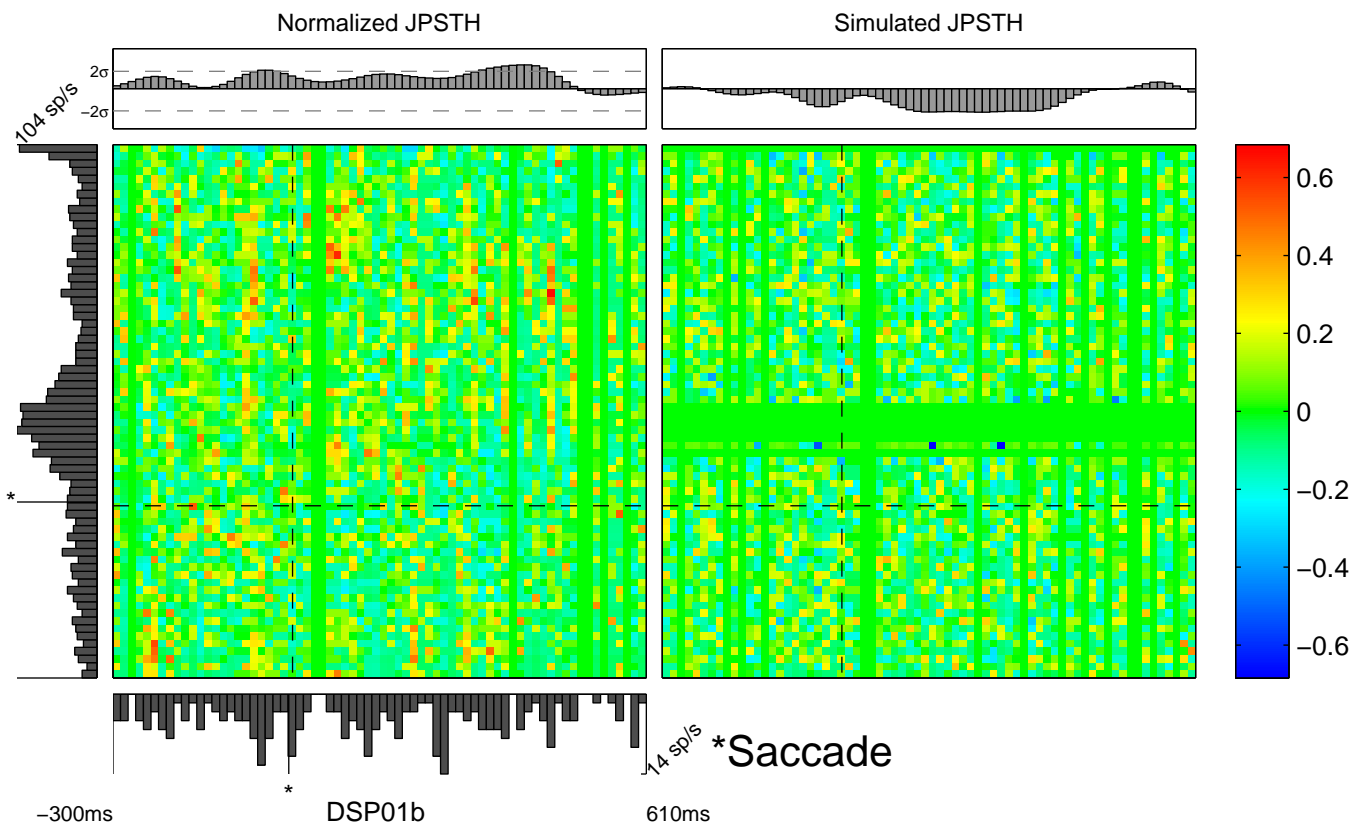 Normalized JPSTH
Simulated JPSTH
104 sp/s
2σ
−2σ
0.6
0.4
0.2
0
−0.2
−0.4
−0.6
*
14 sp/s
*Saccade
*
−300ms
DSP01b
610ms